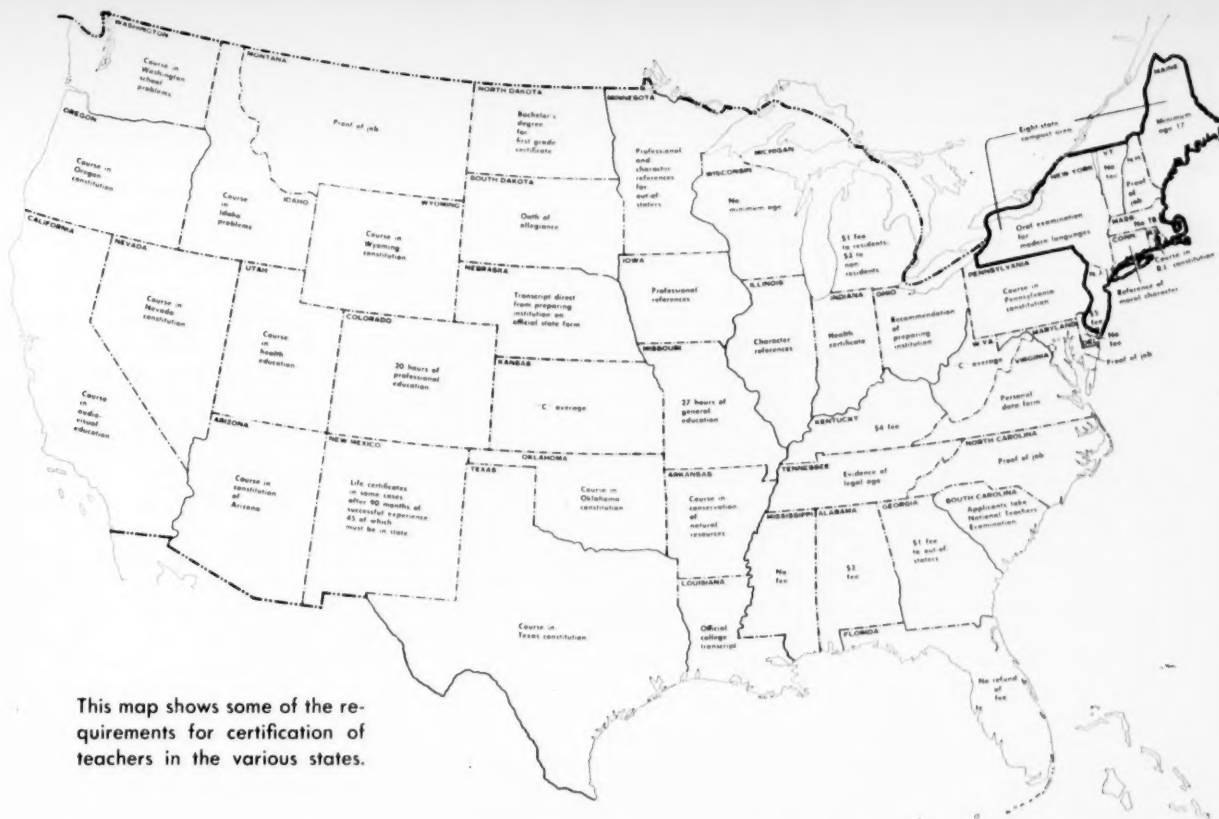 WASHINGTON
Course in
Washington
school
problems
OREGON
Course in
Oregon
constitution
CALIFORNIA
Course
in
audio-
visual
education
NEVADA
Course in
Nevada
constitution
IDAHO
Course
in
Idaho
problems
MONTANA
Proof of job
WYOMING
Course in
Wyoming
constitution
UTAH
Course
in
health
education
COLORADO
20 hours of
professional
education
ARIZONA
Course in
constitution
of
Arizona
NEW MEXICO
Life certificates
in some cases
after 90 months of
successful experience
45 of which
must be in state
NORTH DAKOTA
Bachelor's
degree
for
first grade
certificate
SOUTH DAKOTA
Oath of
allegiance
NEBRASKA
Transcript direct
from preparing
institution on
official state form
KANSAS
"C" average
OKLAHOMA
Course in
Oklahoma
constitution
TEXAS
Course in
Texas constitution
MINNESOTA
Professional
and
character
references
for
out-of-
staters
IOWA
Professional
references
MISSOURI
27 hours of
general
education
ARKANSAS
Course in
conservation
of
natural
resources
LOUISIANA
Official
college
transcript
WISCONSIN
No
minimum age
ILLINOIS
Character
references
MICHIGAN
$1 fee
to residents,
$3 to
non
residents
INDIANA
Health
certificate
OHIO
Recommendation
of
preparing
institution
KENTUCKY
$4 fee
TENNESSEE
Evidence of
legal age
MISSISSIPPI
No
fee
ALABAMA
$3
fee
GEORGIA
$1 fee
to out-of-
staters
FLORIDA
No refund
of
fee
SOUTH CAROLINA
Applicants take
National Teachers
Examination
NORTH CAROLINA
Proof of job
VIRGINIA
Personal
data form
W. VA
"C" average
MARYLAND
No
fee
DEL
Proof of job
PENNSYLVANIA
Course in
Pennsylvania
constitution
N. J.
$5
fee
NEW YORK
Oral examination
for
modern languages
Eight state
compact area
VT.
No
fee
N. H.
Proof
of
job
MAINE
Minimum
age 17
MASS.
No TB
CONN.
Reference of
moral character
R.I.
Course in
R.I. constitution
This map shows some of the re-
quirements for certification of
teachers in the various states.